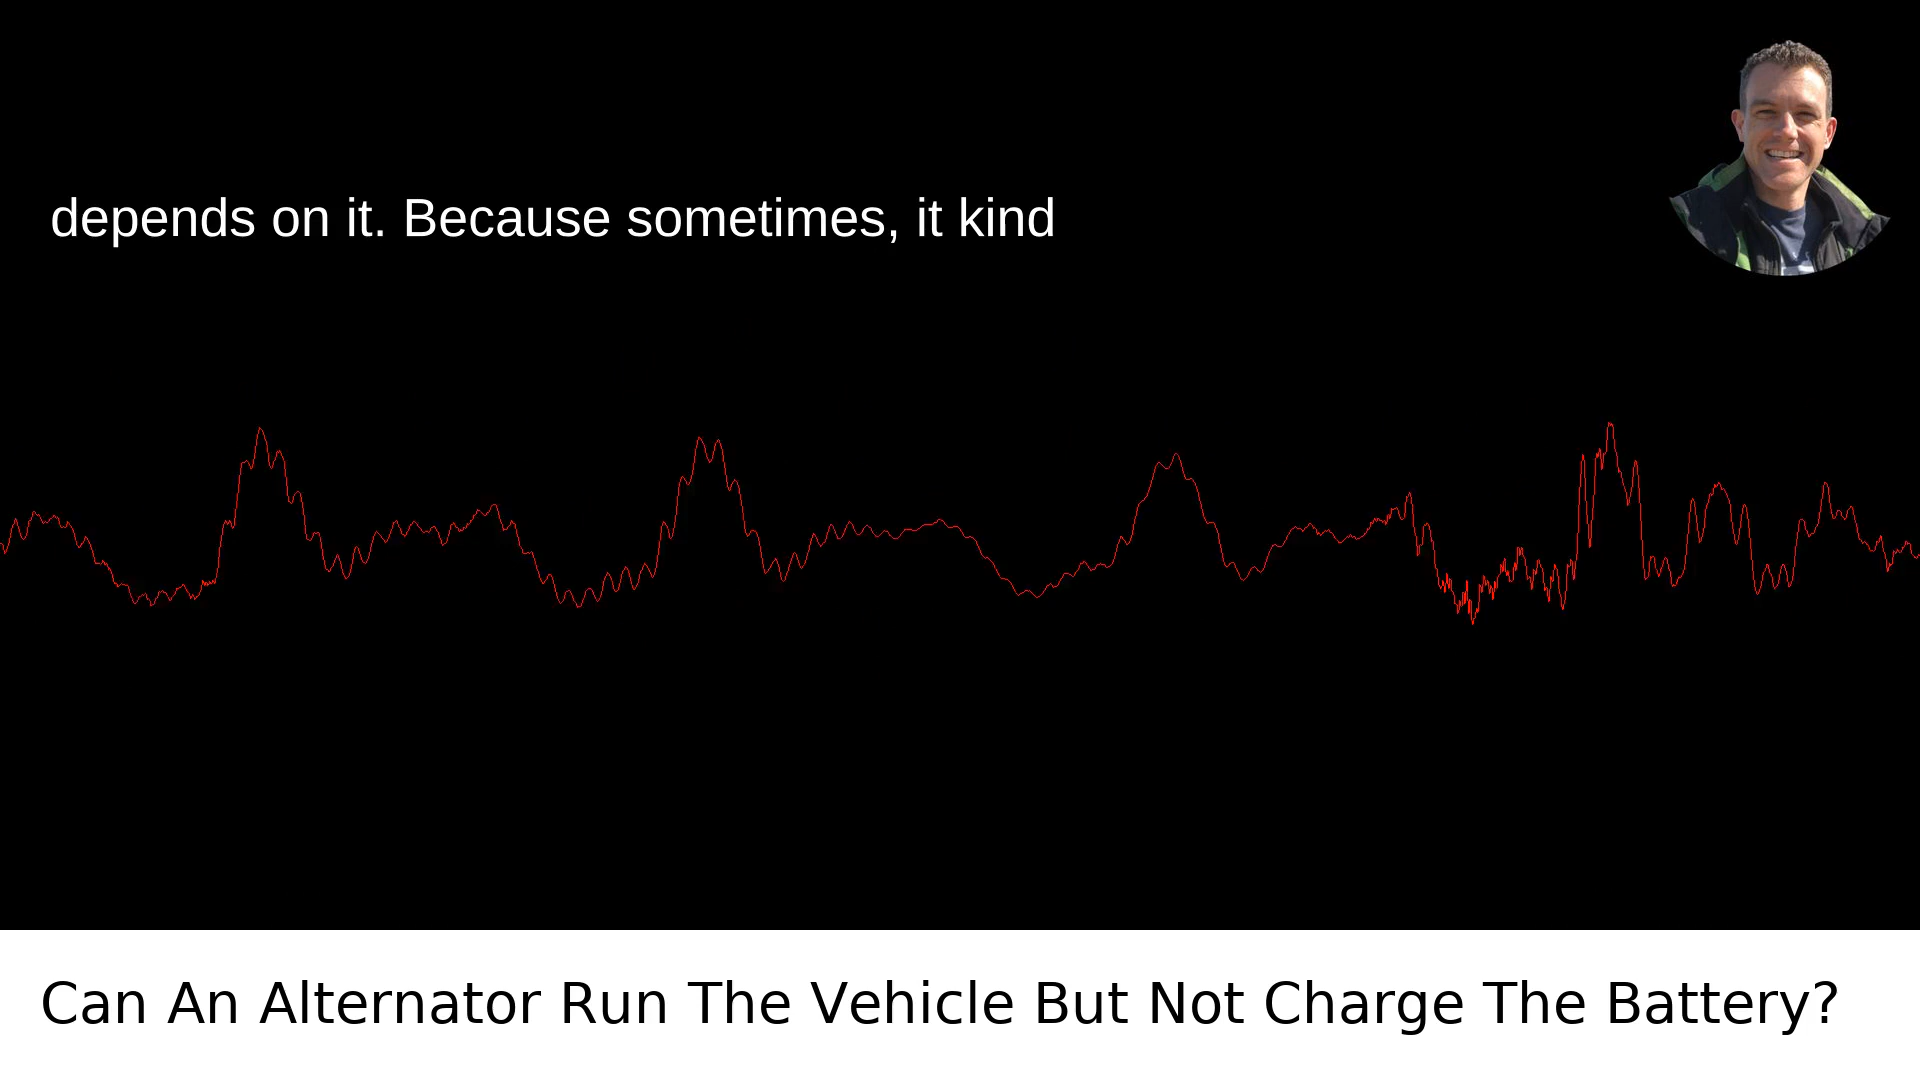 depends on it. Because sometimes, it kind
Can An Alternator Run The Vehicle But Not Charge The Battery?